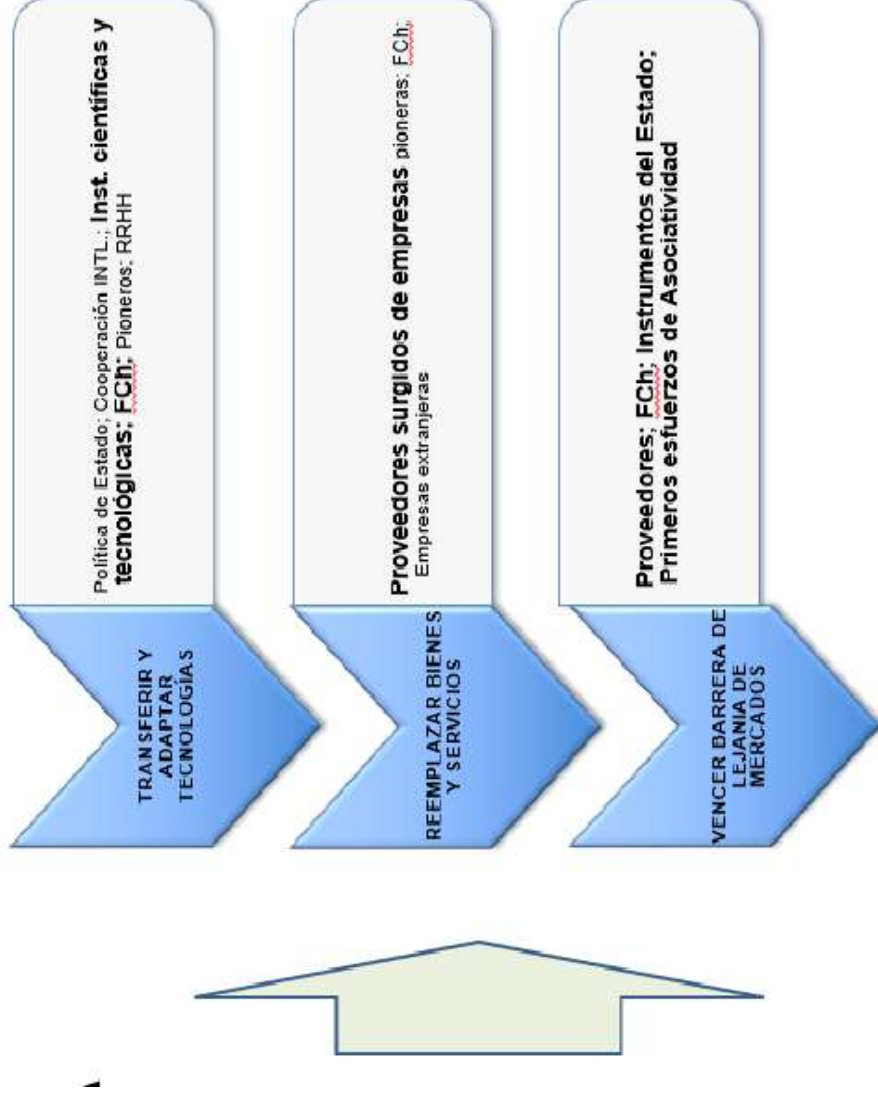 TRANSFERIR Y
ADAPTAR
TECNOLOGÍAS
Política de Estado; Cooperación INTL.; Inst. científicas y
tecnológicas; FCh; Pioneros; RRHH
REEMPLAZAR BIENES
Y SERVICIOS
Proveedores surgidos de empresas pioneras; FCh;
Empresas extranjeras
VENCER BARRERA DE
LEJANIA DE
MERCADOS
Proveedores; FCh; Instrumentos del Estado;
Primeros esfuerzos de Asociatividad